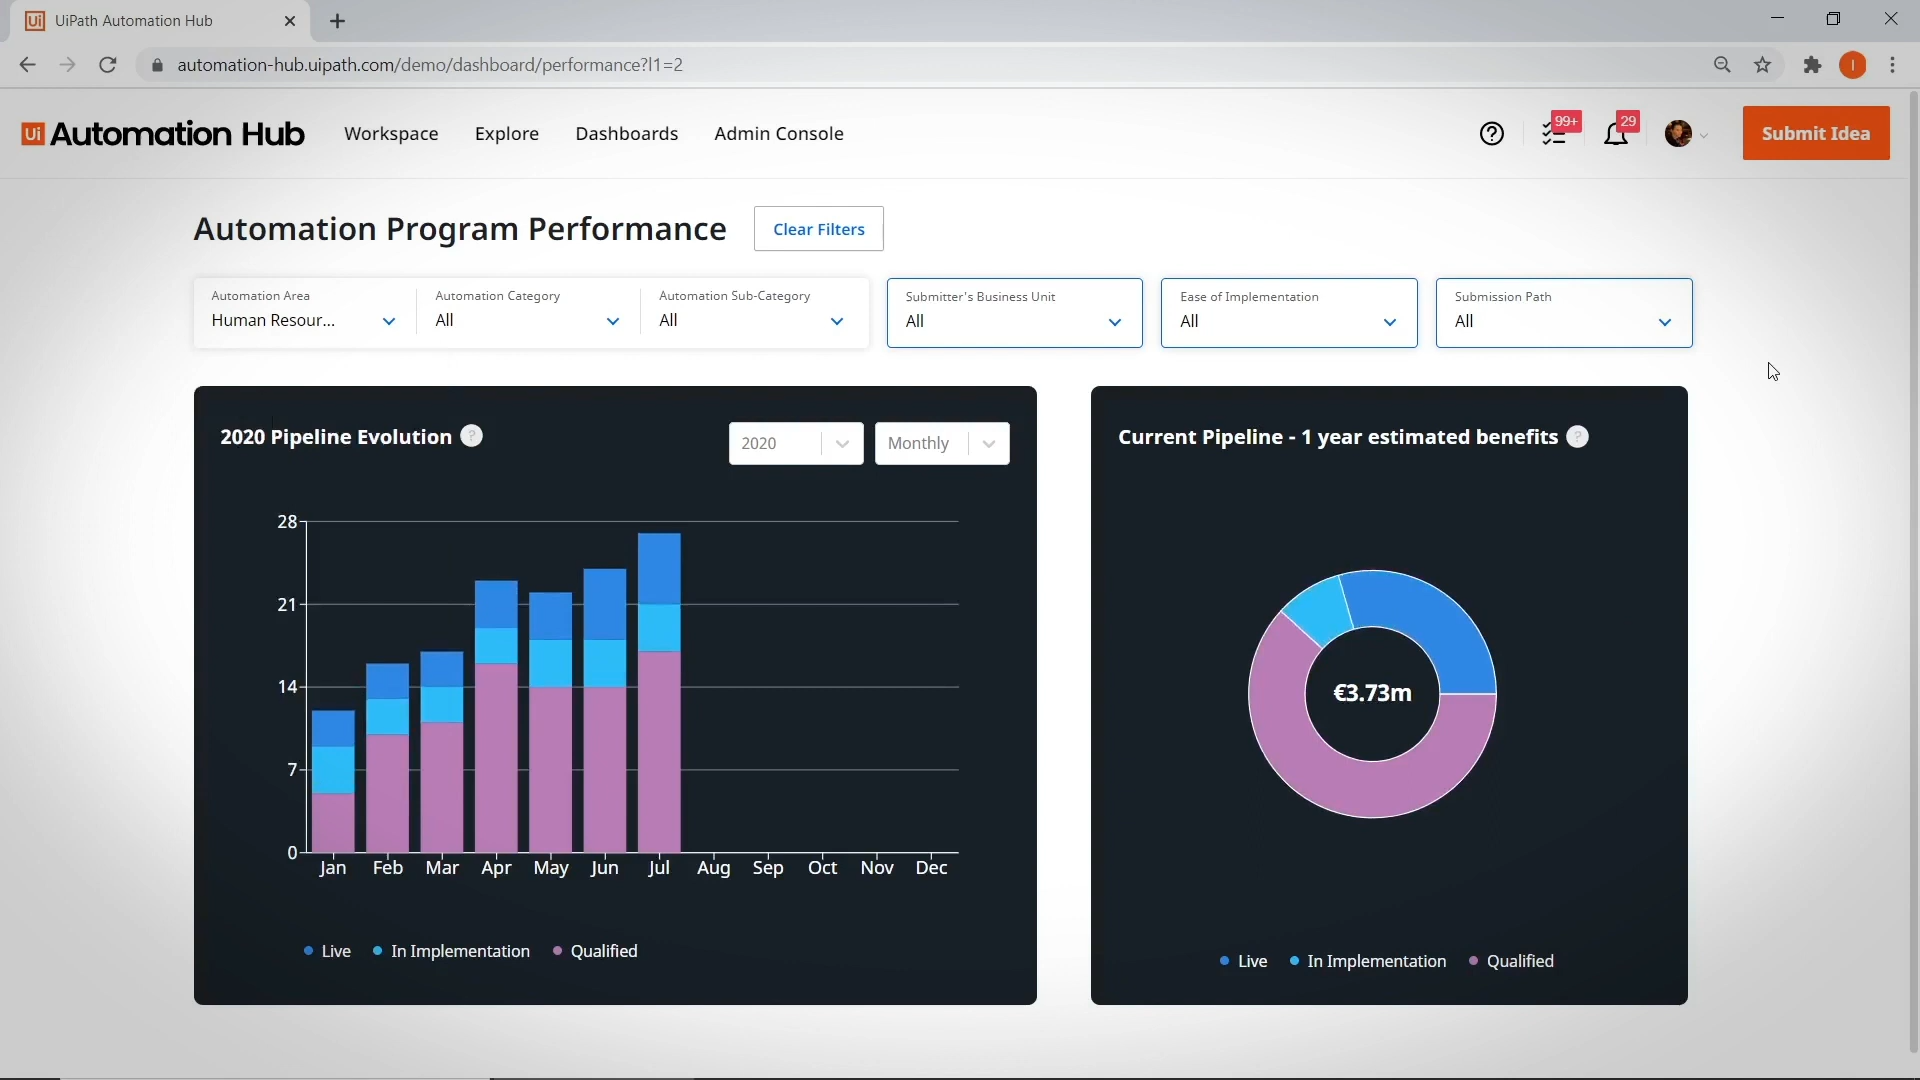 UiPath Automation Hub
automation-hub.uipath.com/demo/dashboard/performance?l1=2
Ui Automation Hub Workspace Explore Dashboards Admin Console 99+ 29 Submit Idea
Automation Program Performance Clear Filters
Automation Area Automation Category Automation Sub-Category Submitter's Business Unit Ease of Implementation Submission Path
Human Resour... All All All All All
2020 Pipeline Evolution ? 2020 Monthly
28
21
14
7
0
Jan Feb Mar Apr May Jun Jul Aug Sep Oct Nov Dec
Live In Implementation Qualified
Current Pipeline - 1 year estimated benefits ?
€3.73m
Live In Implementation Qualified